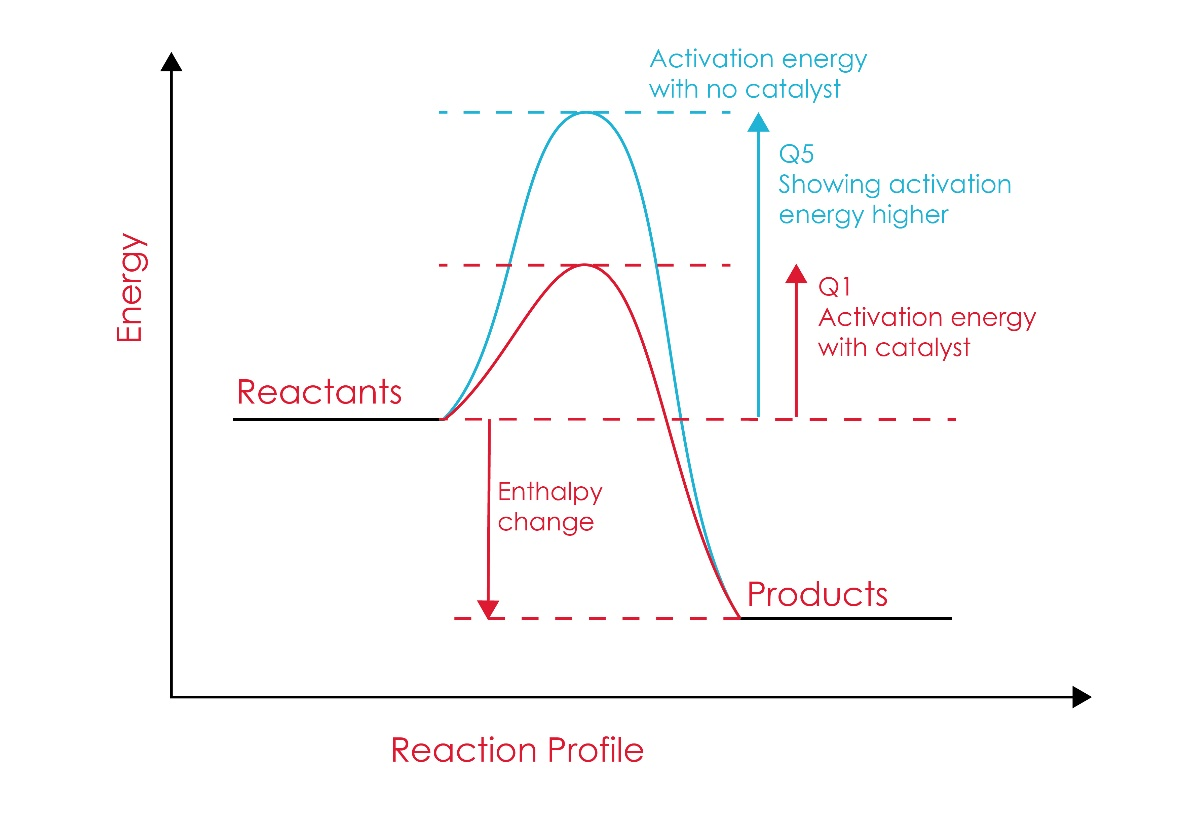 Activation energy
with no catalyst
Q5
Showing activation
energy higher
Energy
Q1
Activation energy
with catalyst
Reactants
Enthalpy
change
Products
Reaction Profile